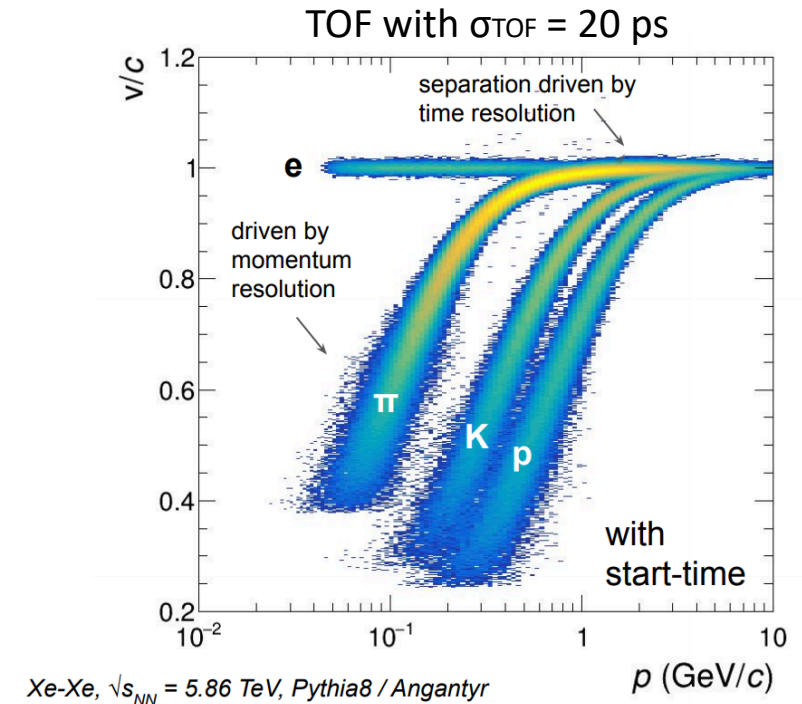 TOF with σTOF = 20 ps
v/c
1.2
1
0.8
0.6
0.4
0.2
separation driven by
time resolution
e
driven by
momentum
resolution
π
K
p
with
start-time
10⁻²
10⁻¹
1
10
p (GeV/c)
Xe-Xe, √sNN = 5.86 TeV, Pythia8 / Angantyr